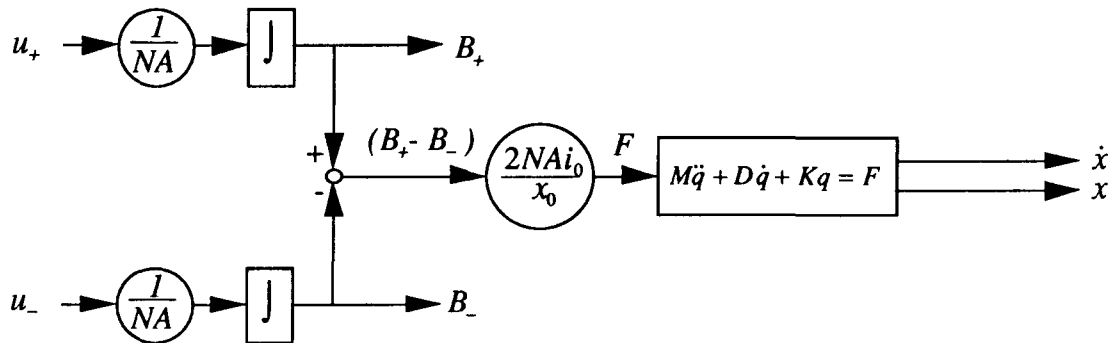 u₊ 1/NA ∫ B₊
+ (B₊- B₋) 2NAi₀/x₀ F Mq̈ + Dq̇ + Kq = F ẋ
- x
u₋ 1/NA ∫ B₋